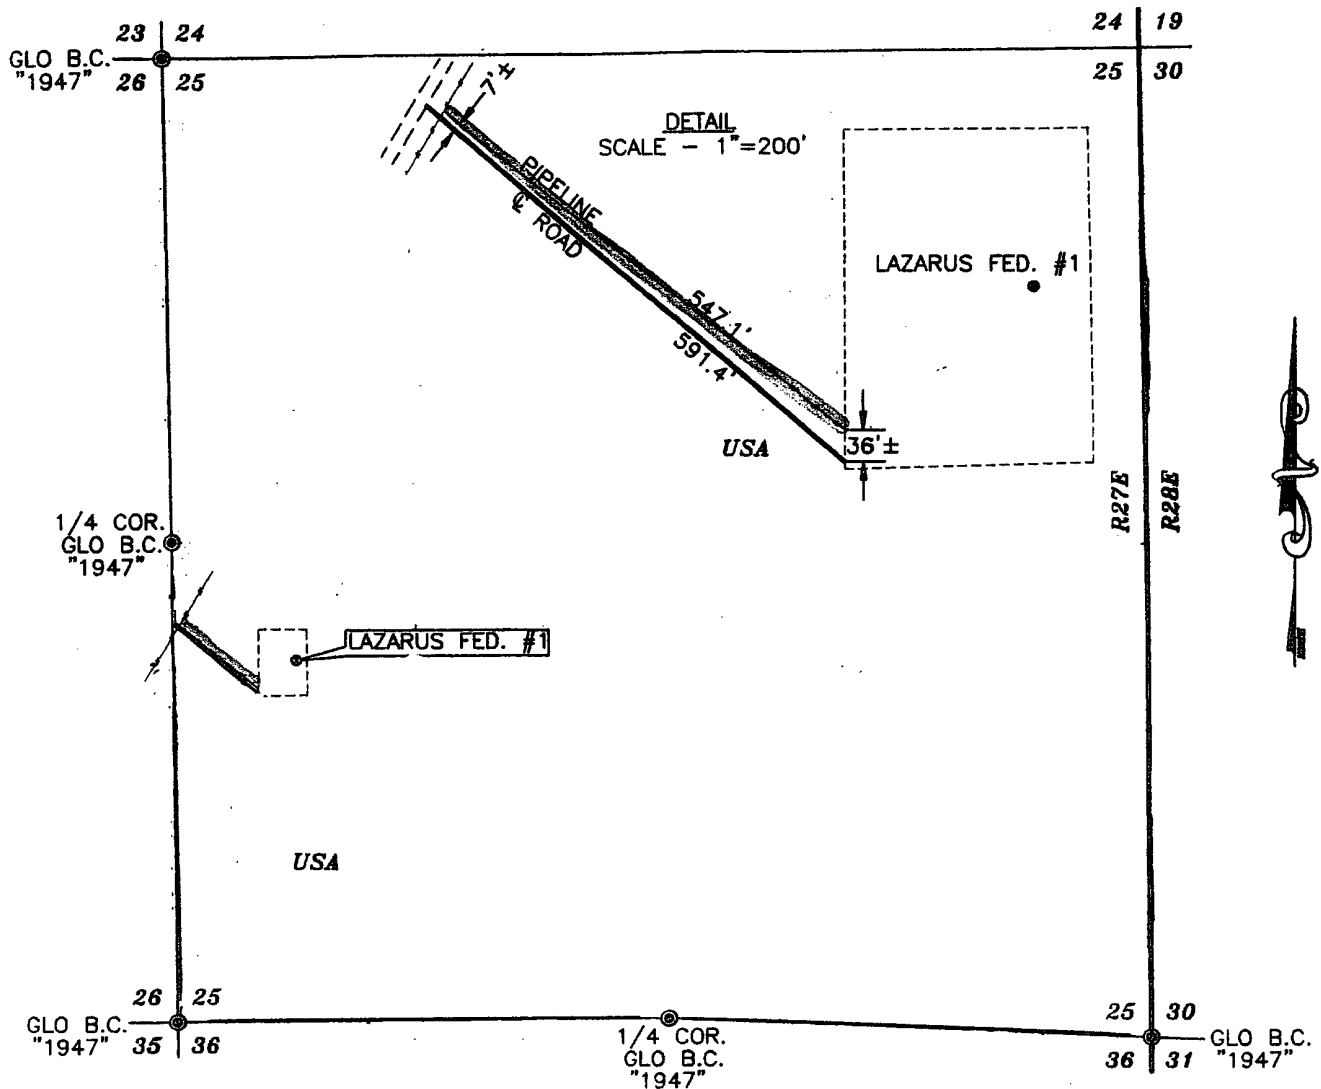 23 24
24 19
GLO B.C.
"1947"
26 25
25 30
7'±
DETAIL
SCALE - 1"=200'
PIPELINE
℄ ROAD
LAZARUS FED. #1
547.1'
591.4'
USA
36'±
R27E
R28E
1/4 COR.
GLO B.C.
"1947"
LAZARUS FED. #1
USA
26 25
GLO B.C.
"1947"
35 36
1/4 COR.
GLO B.C.
"1947"
25 30
36 31
GLO B.C.
"1947"